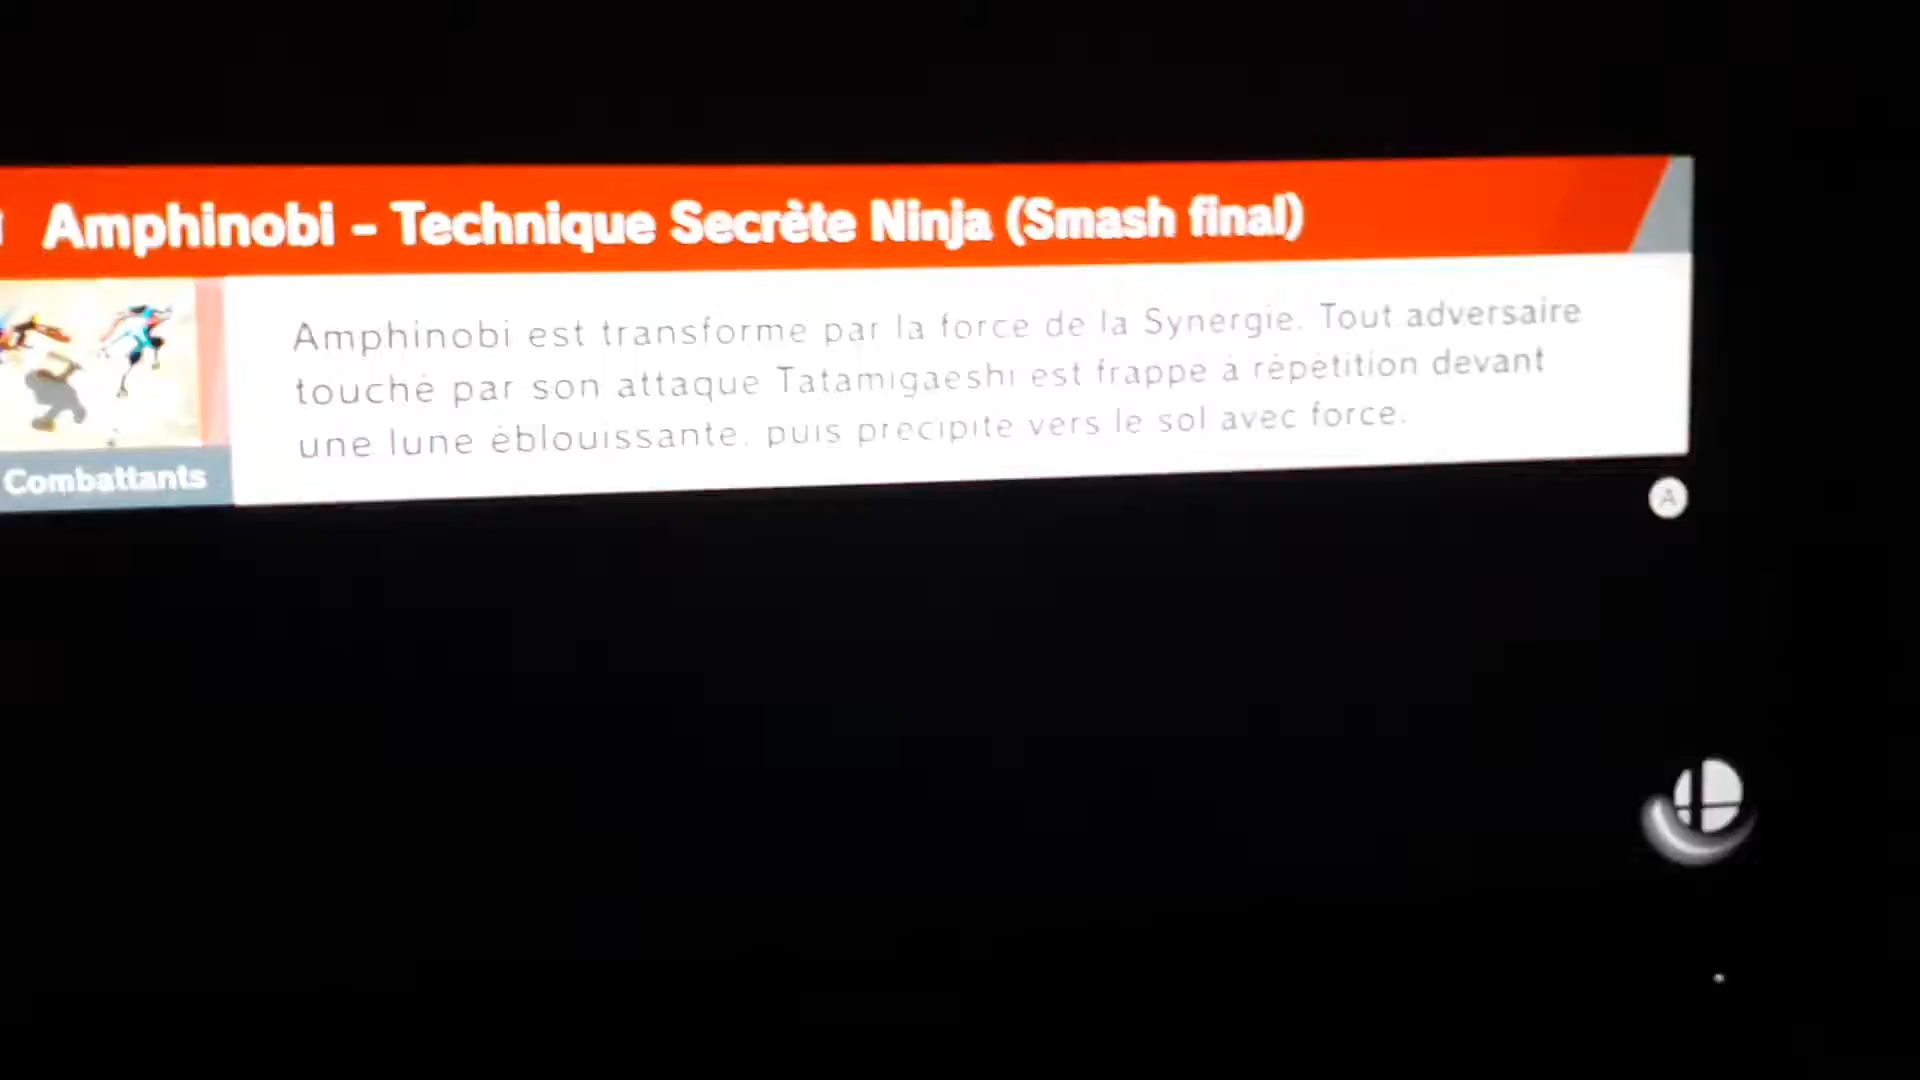 Amphinobi – Technique Secrète Ninja (Smash final)
Amphinobi est transformé par la force de la Synergie. Tout adversaire
touché par son attaque Tatamigaeshi est frappé à répétition devant
une lune éblouissante, puis précipité vers le sol avec force.
Combattants
A